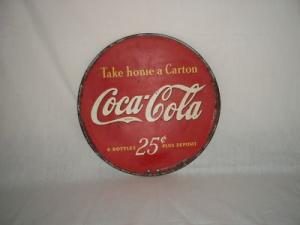 Take home a Carton
Coca-Cola
6 BOTTLES 25¢ PLUS DEPOSIT